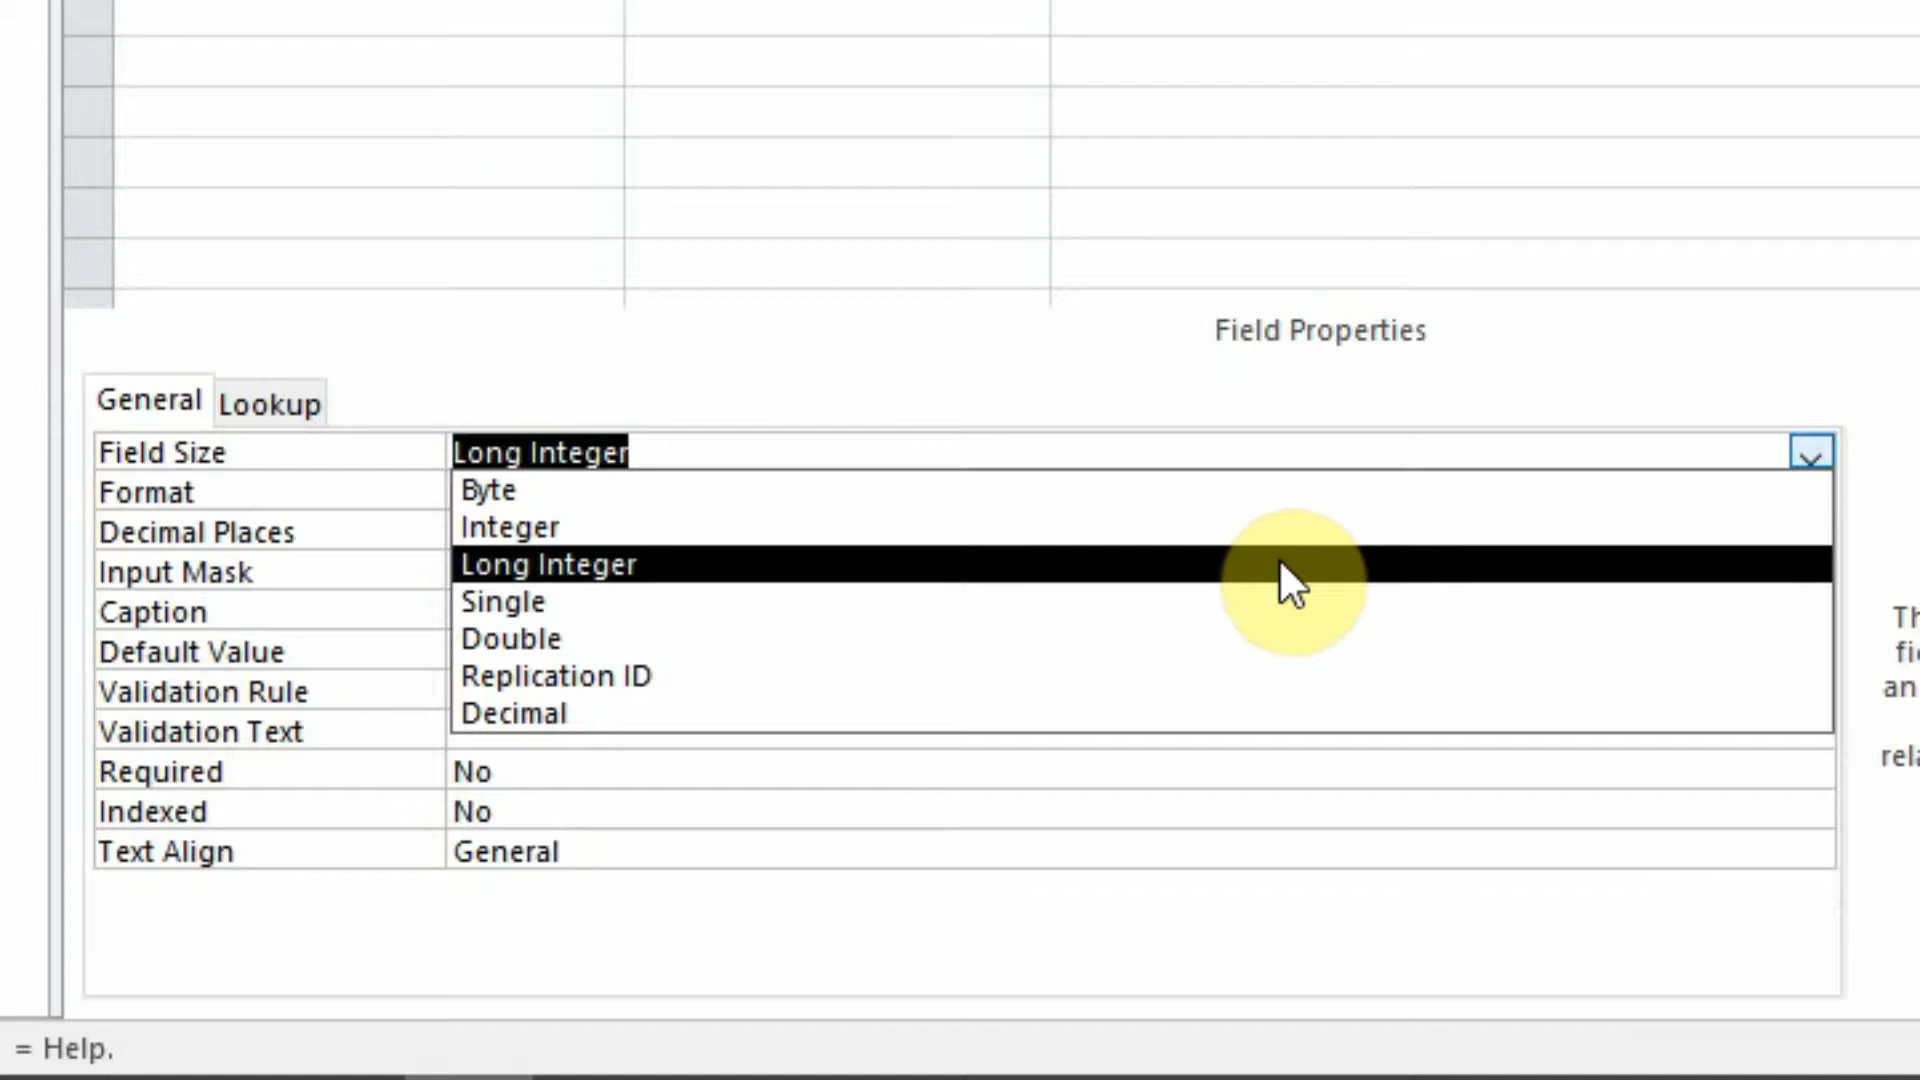 Field Properties
General Lookup
Field Size Long Integer
Format
Decimal Places
Input Mask
Caption
Default Value
Validation Rule
Validation Text
Byte
Integer
Long Integer
Single
Double
Replication ID
Decimal
Required No
Indexed No
Text Align General
an
= Help.